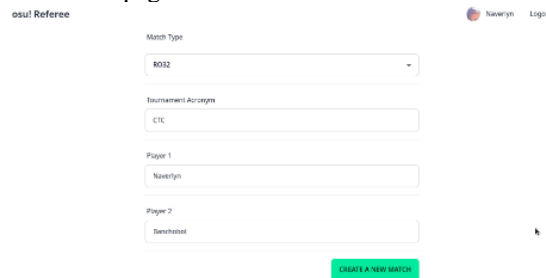 osu! Referee
Naverlyn
Logo
Match Type
RO32
Tournament Acronym
CTC
Player 1
Naverlyn
Player 2
CREATE A NEW MATCH